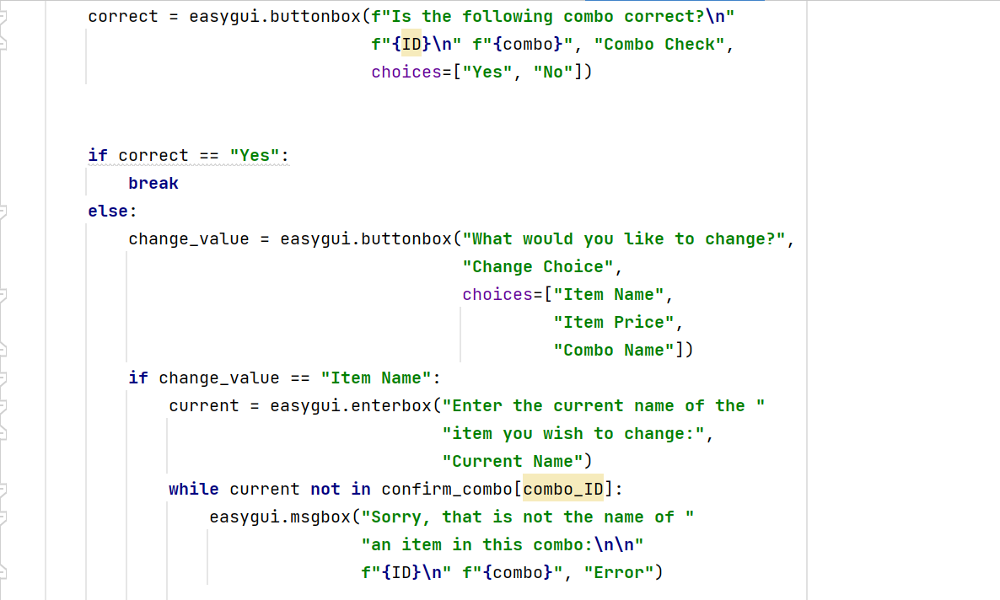 correct = easygui.buttonbox(f"Is the following combo correct?\n"
f"{ID}\n" f"{combo}", "Combo Check",
choices=["Yes", "No"])
if correct == "Yes":
break
else:
change_value = easygui.buttonbox("What would you like to change?",
"Change Choice",
choices=["Item Name",
"Item Price",
"Combo Name"])
if change_value == "Item Name":
current = easygui.enterbox("Enter the current name of the "
"item you wish to change:",
"Current Name")
while current not in confirm_combo[combo_ID]:
easygui.msgbox("Sorry, that is not the name of "
"an item in this combo:\n\n"
f"{ID}\n" f"{combo}", "Error")